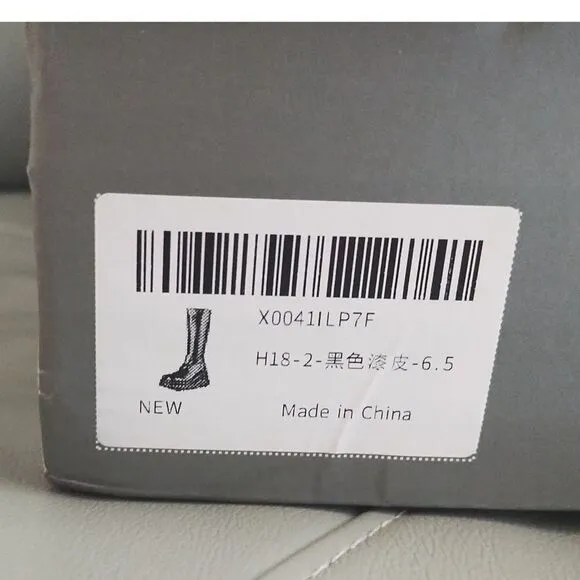 X0041ILP7F
H18-2-黑色漆皮-6.5
NEW
Made in China